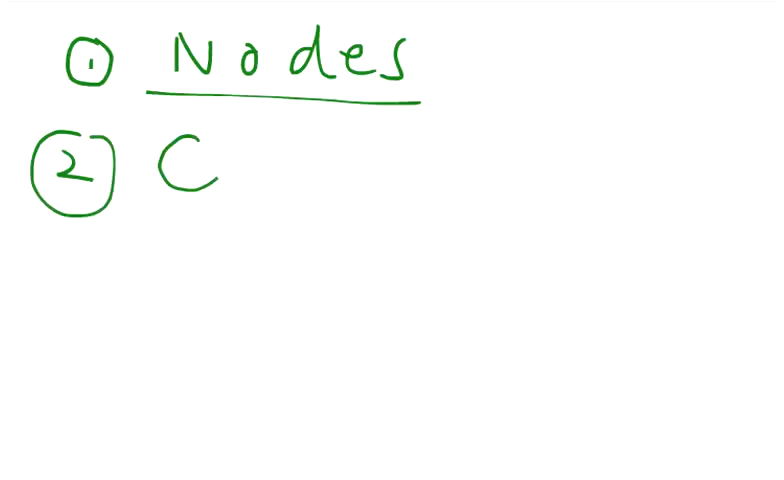 ① Nodes
② C